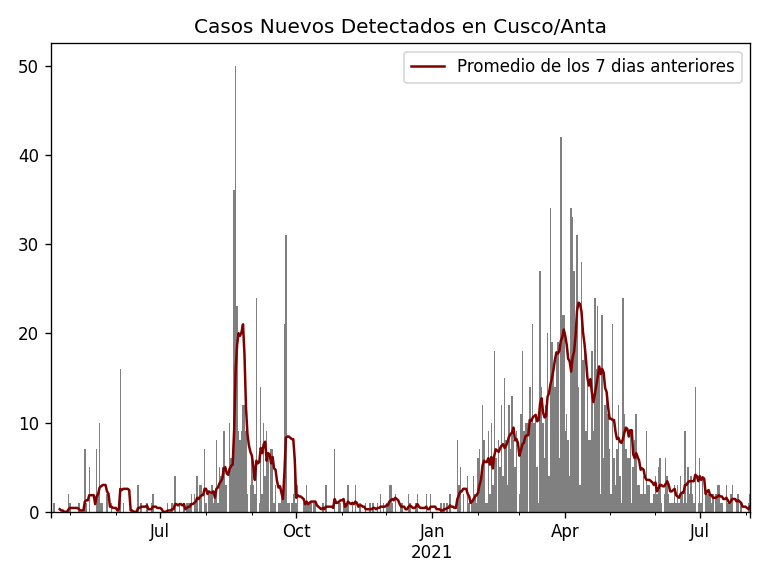 Casos Nuevos Detectados en Cusco/Anta
Promedio de los 7 dias anteriores
50
40
30
20
10
0
Jul
Oct
Jan
2021
Apr
Jul